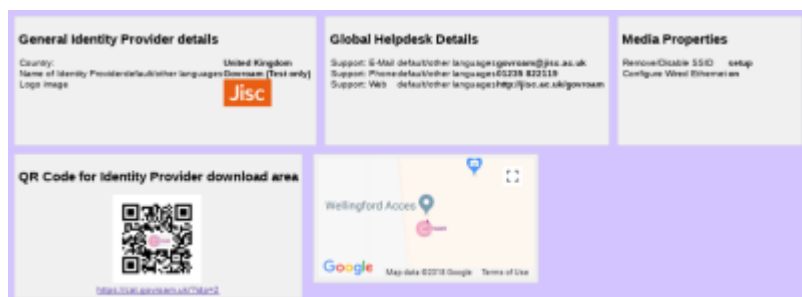 General Identity Provider details
Country: United Kingdom
Name of Identity Provider default/other languages Govroam (Test only)
Logo image
Jisc
Global Helpdesk Details
Support: E-Mail default/other languages govroam@jisc.ac.uk
Support: Phone default/other languages 01235 822115
Support: Web default/other languages http://jisc.ac.uk/govroam
Media Properties
Remove/Disable SSID setup
Configure Wired Ethernet on
QR Code for Identity Provider download area
Wellingford Acces
Google Map data ©2018 Google Terms of Use